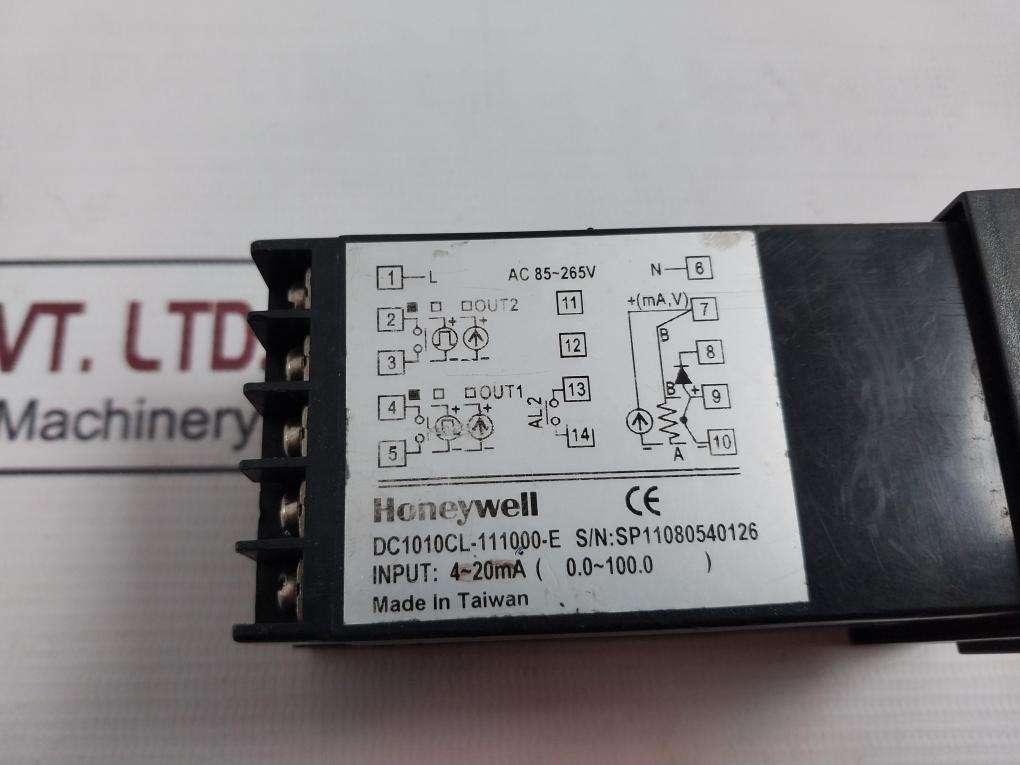 VT. LTD.
Machinery
1 L AC 85~265V N 6
2 OUT2 11 +(mA,V) 7
+ + B
3 12 8
4 OUT1 13 B + 9
+ + AL 2
5 14 - A 10
Honeywell CE
DC1010CL-111000-E S/N:SP11080540126
INPUT: 4~20mA ( 0.0~100.0 )
Made In Taiwan